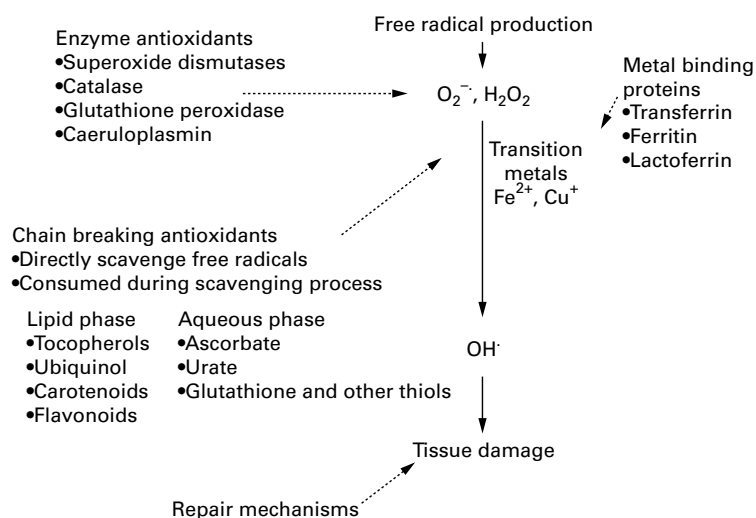 Free radical production
Enzyme antioxidants
•Superoxide dismutases
•Catalase
•Glutathione peroxidase
•Caeruloplasmin
O₂⁻·, H₂O₂
Metal binding
proteins
•Transferrin
•Ferritin
•Lactoferrin
Transition
metals
Fe²⁺, Cu⁺
Chain breaking antioxidants
•Directly scavenge free radicals
•Consumed during scavenging process
Lipid phase
•Tocopherols
•Ubiquinol
•Carotenoids
•Flavonoids
Aqueous phase
•Ascorbate
•Urate
•Glutathione and other thiols
OH·
Tissue damage
Repair mechanisms